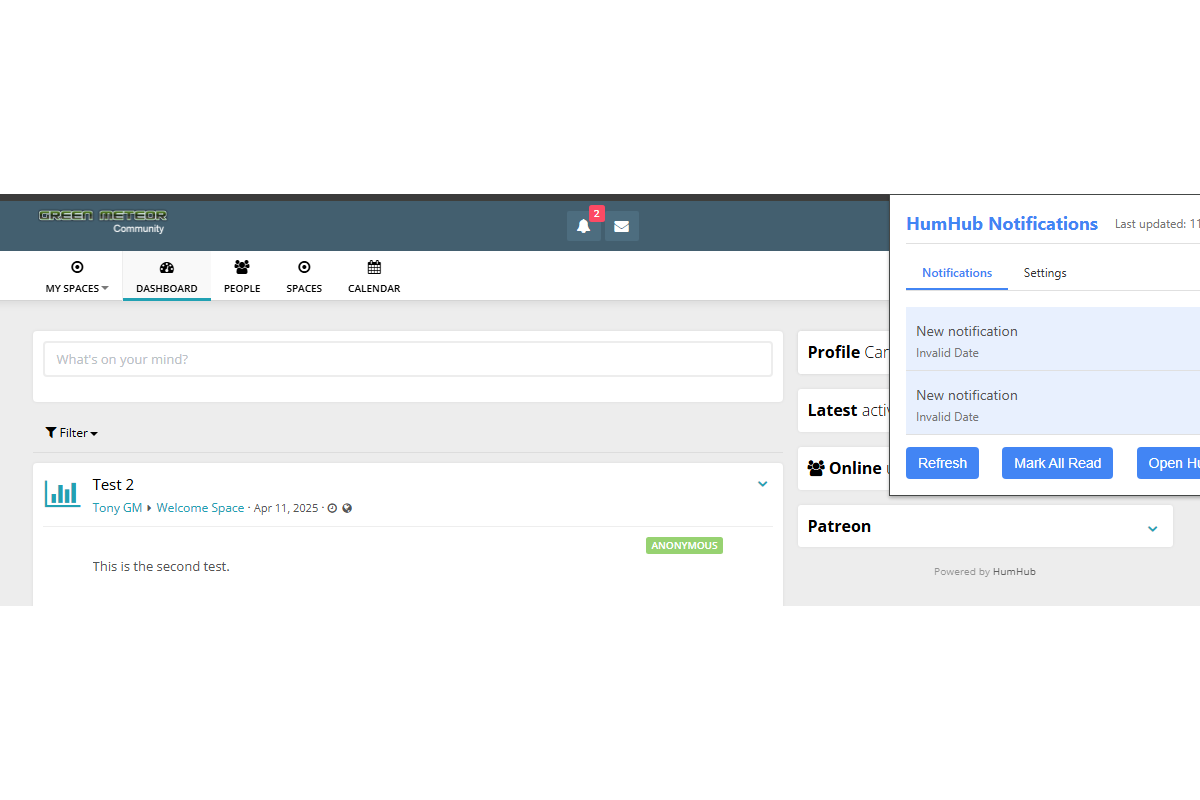 GREEN METEOR
Community
2
MY SPACES
DASHBOARD
PEOPLE
SPACES
CALENDAR
What's on your mind?
Filter
Test 2
Tony GM Welcome Space · Apr 11, 2025 ·
ANONYMOUS
This is the second test.
Profile
Latest
Online
Patreon
Powered by HumHub
HumHub Notifications
Last updated: 11
Notifications
Settings
New notification
Invalid Date
New notification
Invalid Date
Refresh
Mark All Read
Open